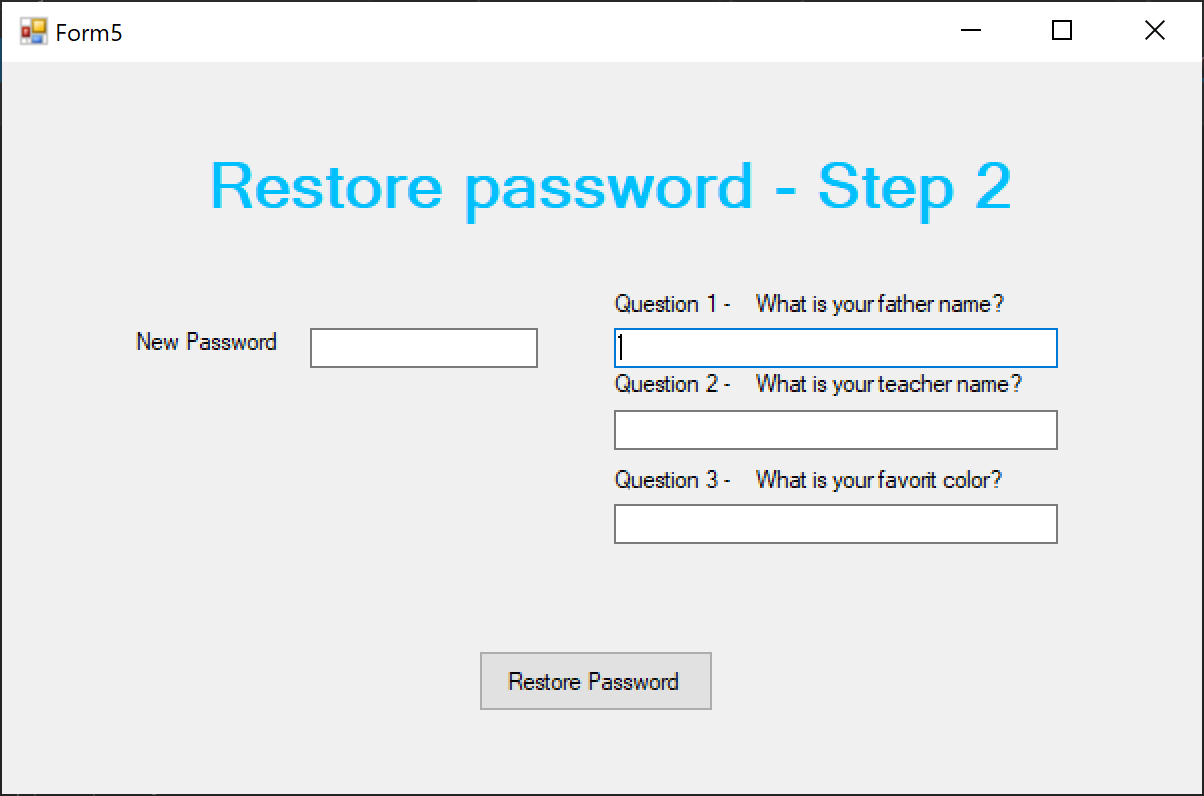 Form5
Restore password - Step 2
Question 1 - What is your father name?
New Password
Question 2 - What is your teacher name?
Question 3 - What is your favorit color?
Restore Password